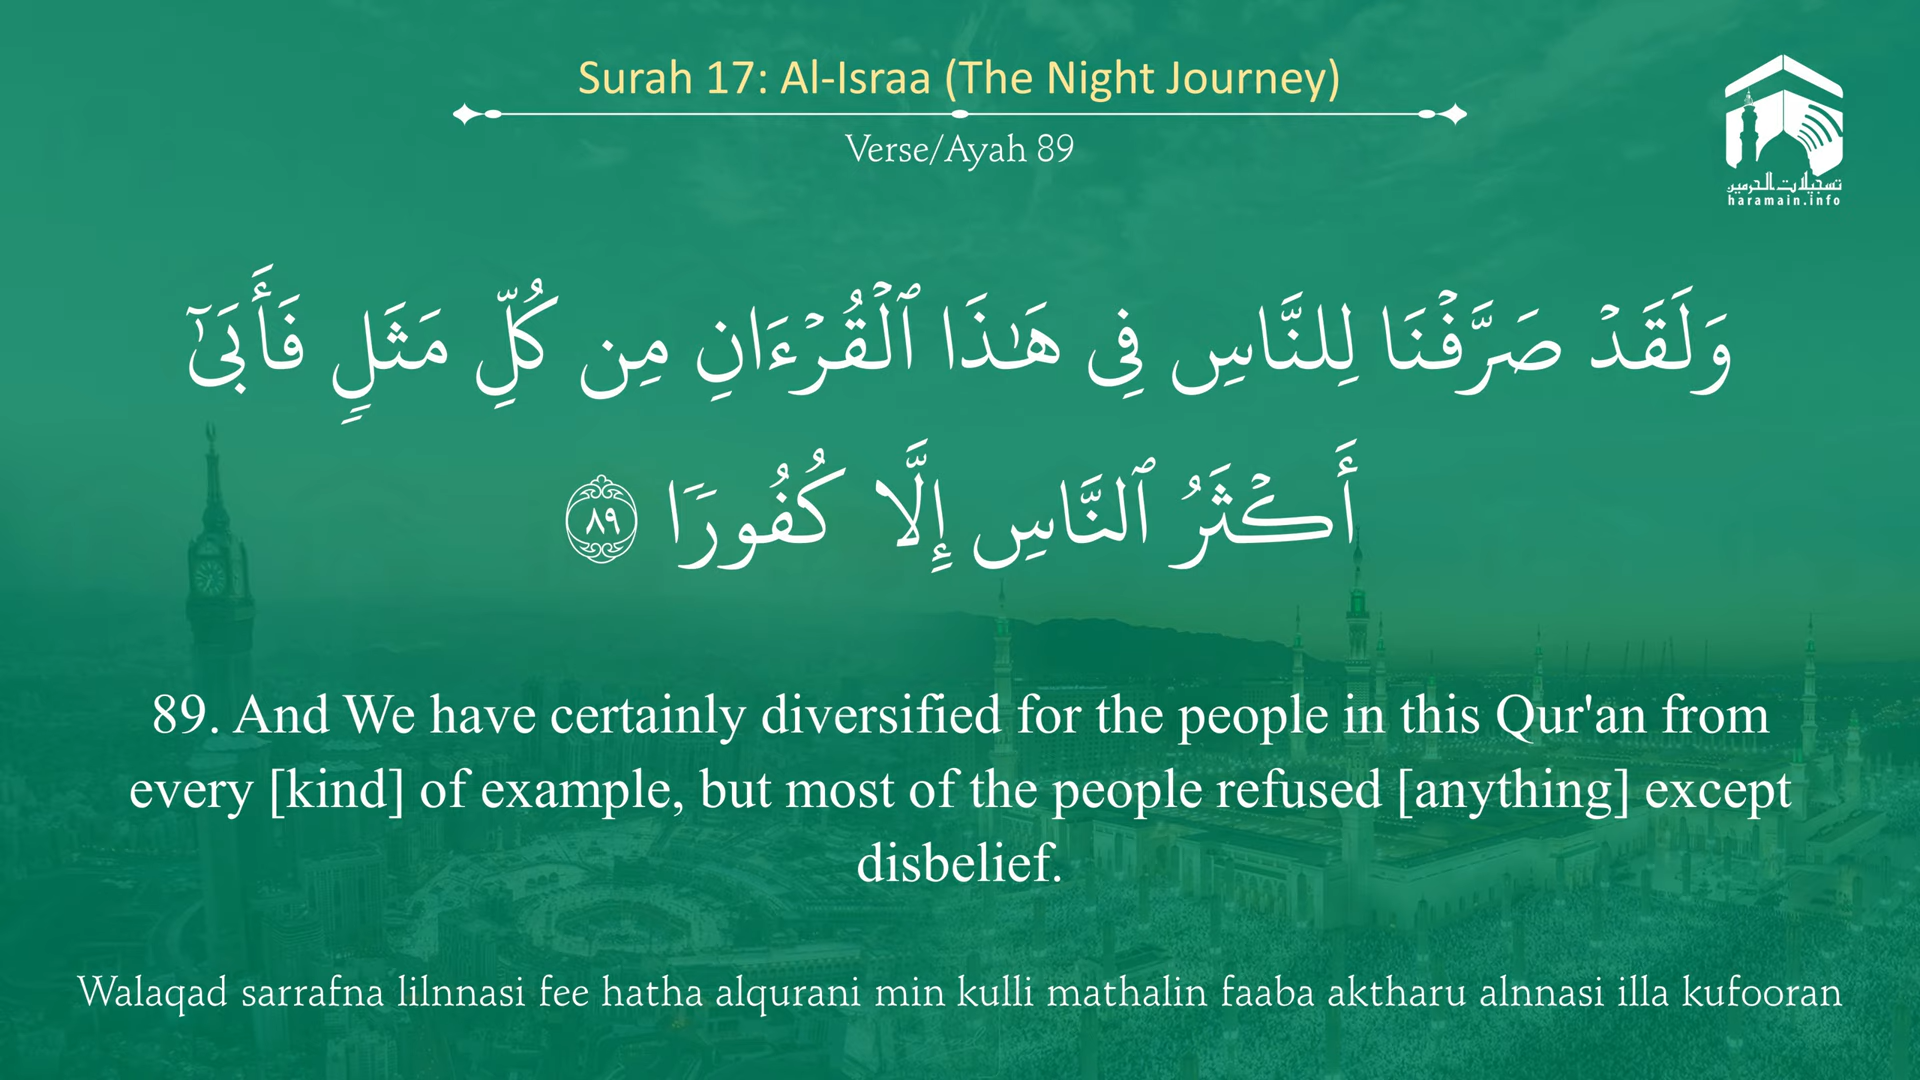 Surah 17: Al-Israa (The Night Journey)
Verse/Ayah 89
تسجيلات الحرمين
haramain.info
وَلَقَدۡ صَرَّفۡنَا لِلنَّاسِ فِى هَـٰذَا ٱلۡقُرۡءَانِ مِن كُلِّ مَثَلٍ فَأَبَىٰٓ
أَكۡثَرُ ٱلنَّاسِ إِلَّا كُفُورًا ٨٩
89. And We have certainly diversified for the people in this Qur'an from
every [kind] of example, but most of the people refused [anything] except
disbelief.
Walaqad sarrafna lilnnasi fee hatha alqurani min kulli mathalin faaba aktharu alnnasi illa kufooran